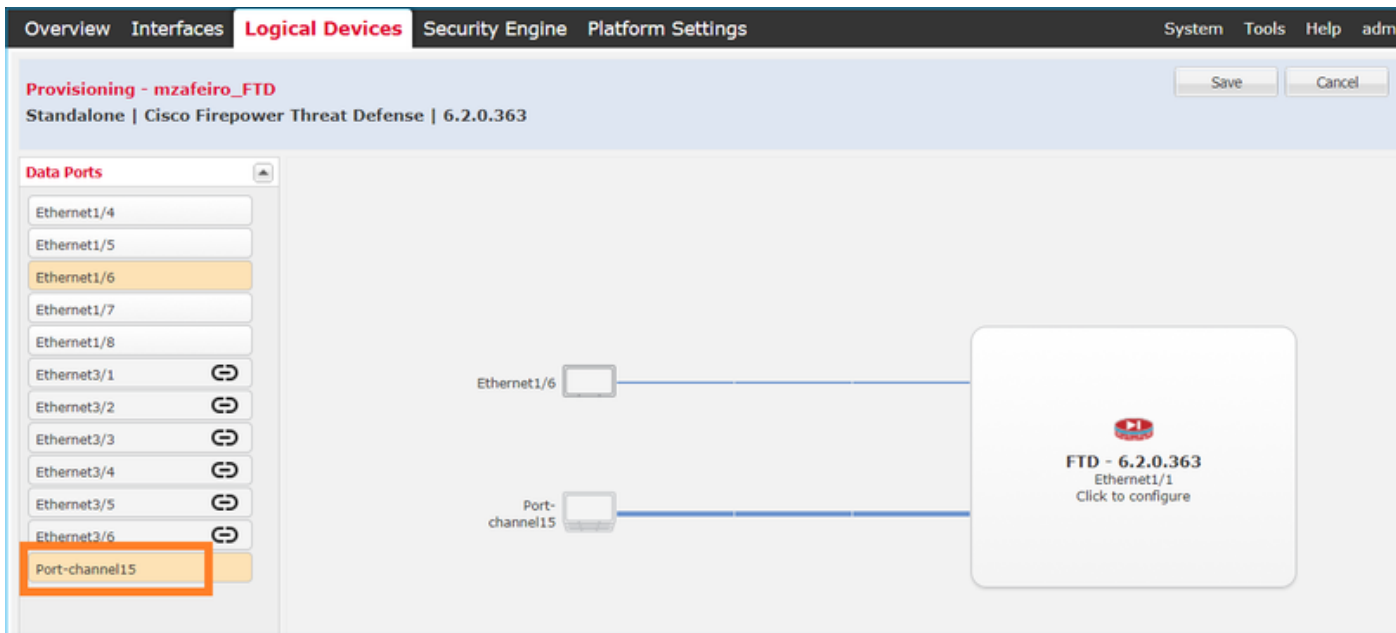 Overview Interfaces Logical Devices Security Engine Platform Settings System Tools Help adm
Provisioning - mzafeiro_FTD
Standalone | Cisco Firepower Threat Defense | 6.2.0.363
Save Cancel
Data Ports
Ethernet1/4
Ethernet1/5
Ethernet1/6
Ethernet1/7
Ethernet1/8
Ethernet3/1
Ethernet3/2
Ethernet3/3
Ethernet3/4
Ethernet3/5
Ethernet3/6
Port-channel15
Ethernet1/6
Port-
channel15
FTD - 6.2.0.363
Ethernet1/1
Click to configure